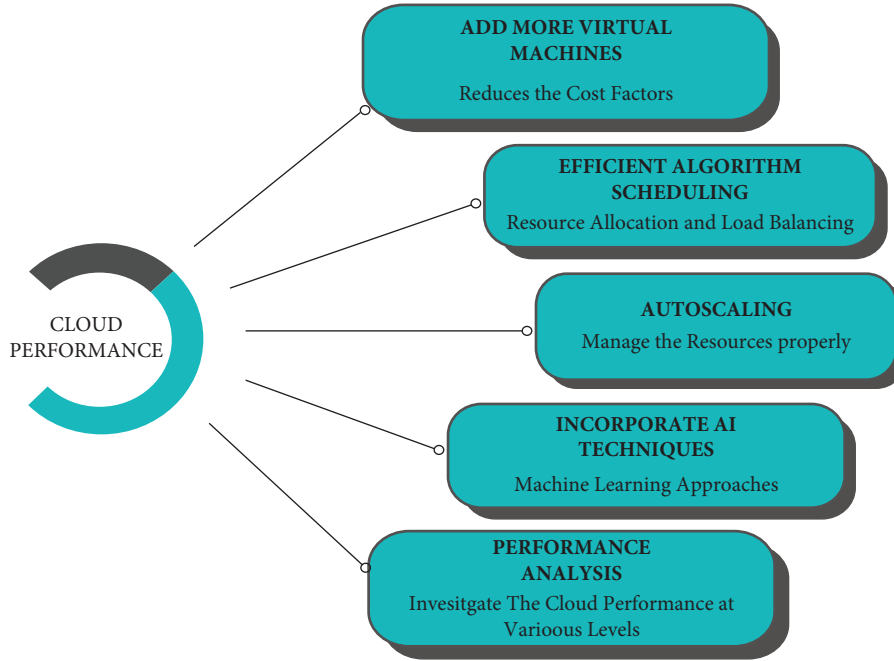 ADD MORE VIRTUAL
MACHINES
Reduces the Cost Factors
EFFICIENT ALGORITHM
SCHEDULING
Resource Allocation and Load Balancing
CLOUD
PERFORMANCE
AUTOSCALING
Manage the Resources properly
INCORPORATE AI
TECHNIQUES
Machine Learning Approaches
PERFORMANCE
ANALYSIS
Invesitgate The Cloud Performance at
Varioous Levels